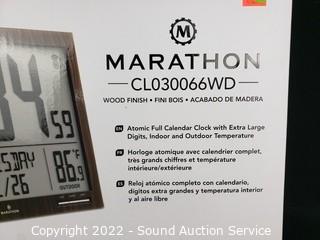 MARATHON
CL030066WD
WOOD FINISH • FINI BOIS • ACABADO DE MADERA
EN Atomic Full Calendar Clock with Extra Large
Digits, Indoor and Outdoor Temperature
FR Horloge atomique avec calendrier complet,
très grands chiffres et température
intérieure/extérieure
ES Reloj atómico completo con calendario,
dígitos extra grandes y temperatura interior
y al aire libre
59
86.9
OUTDOOR
/26
MARATHON
Copyright 2022 - Sound Auction Service